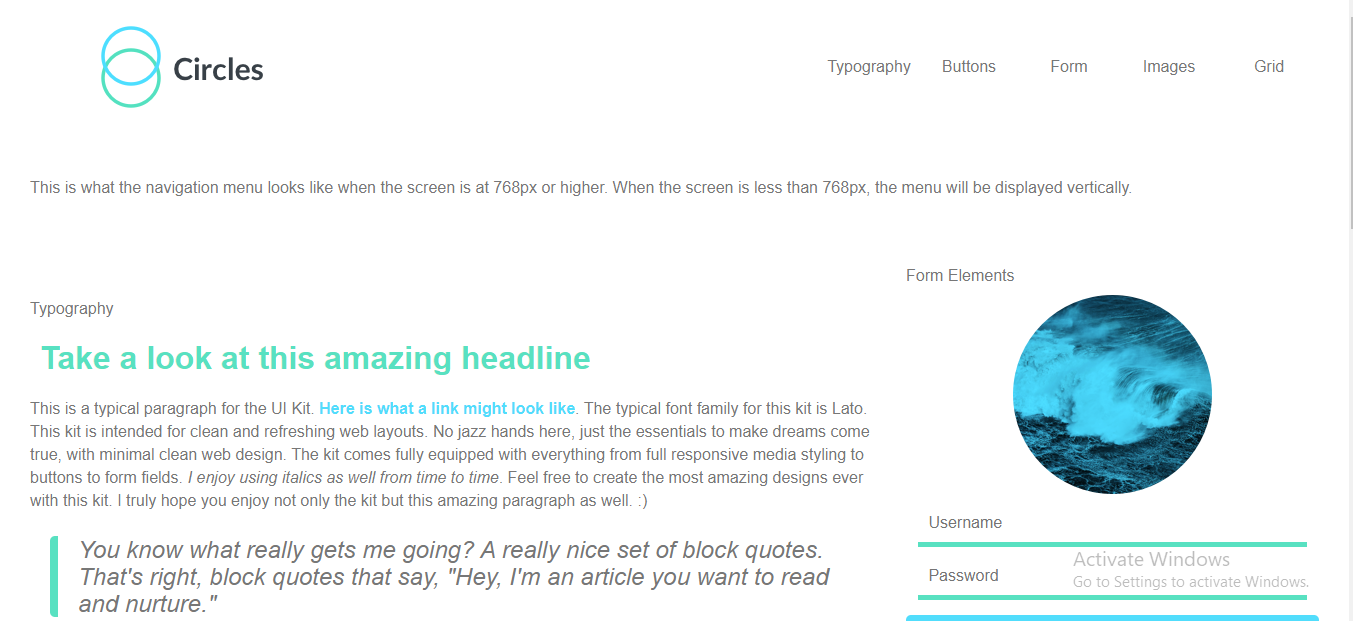 Circles
Typography Buttons Form Images Grid
This is what the navigation menu looks like when the screen is at 768px or higher. When the screen is less than 768px, the menu will be displayed vertically.
Typography
Take a look at this amazing headline
This is a typical paragraph for the UI Kit. Here is what a link might look like. The typical font family for this kit is Lato.
This kit is intended for clean and refreshing web layouts. No jazz hands here, just the essentials to make dreams come
true, with minimal clean web design. The kit comes fully equipped with everything from full responsive media styling to
buttons to form fields. I enjoy using italics as well from time to time. Feel free to create the most amazing designs ever
with this kit. I truly hope you enjoy not only the kit but this amazing paragraph as well. :)
You know what really gets me going? A really nice set of block quotes.
That's right, block quotes that say, "Hey, I'm an article you want to read
and nurture."
Form Elements
Username
Password
Activate Windows
Go to Settings to activate Windows.